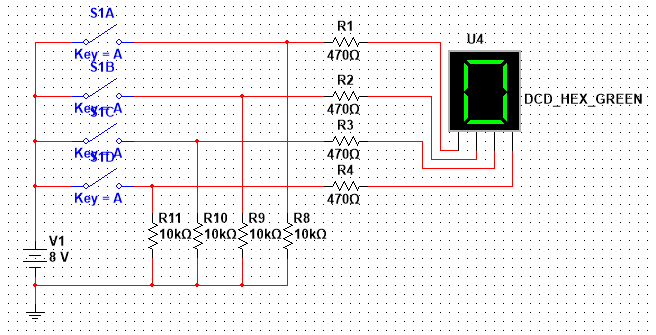 S1A
Key = A
S1B
Key = A
S1C
Key = A
S1D
Key = A
R1
470Ω
R2
470Ω
R3
470Ω
R4
470Ω
U4
DCD_HEX_GREEN
0
R11
10kΩ
R10
10kΩ
R9
10kΩ
R8
10kΩ
V1
8 V